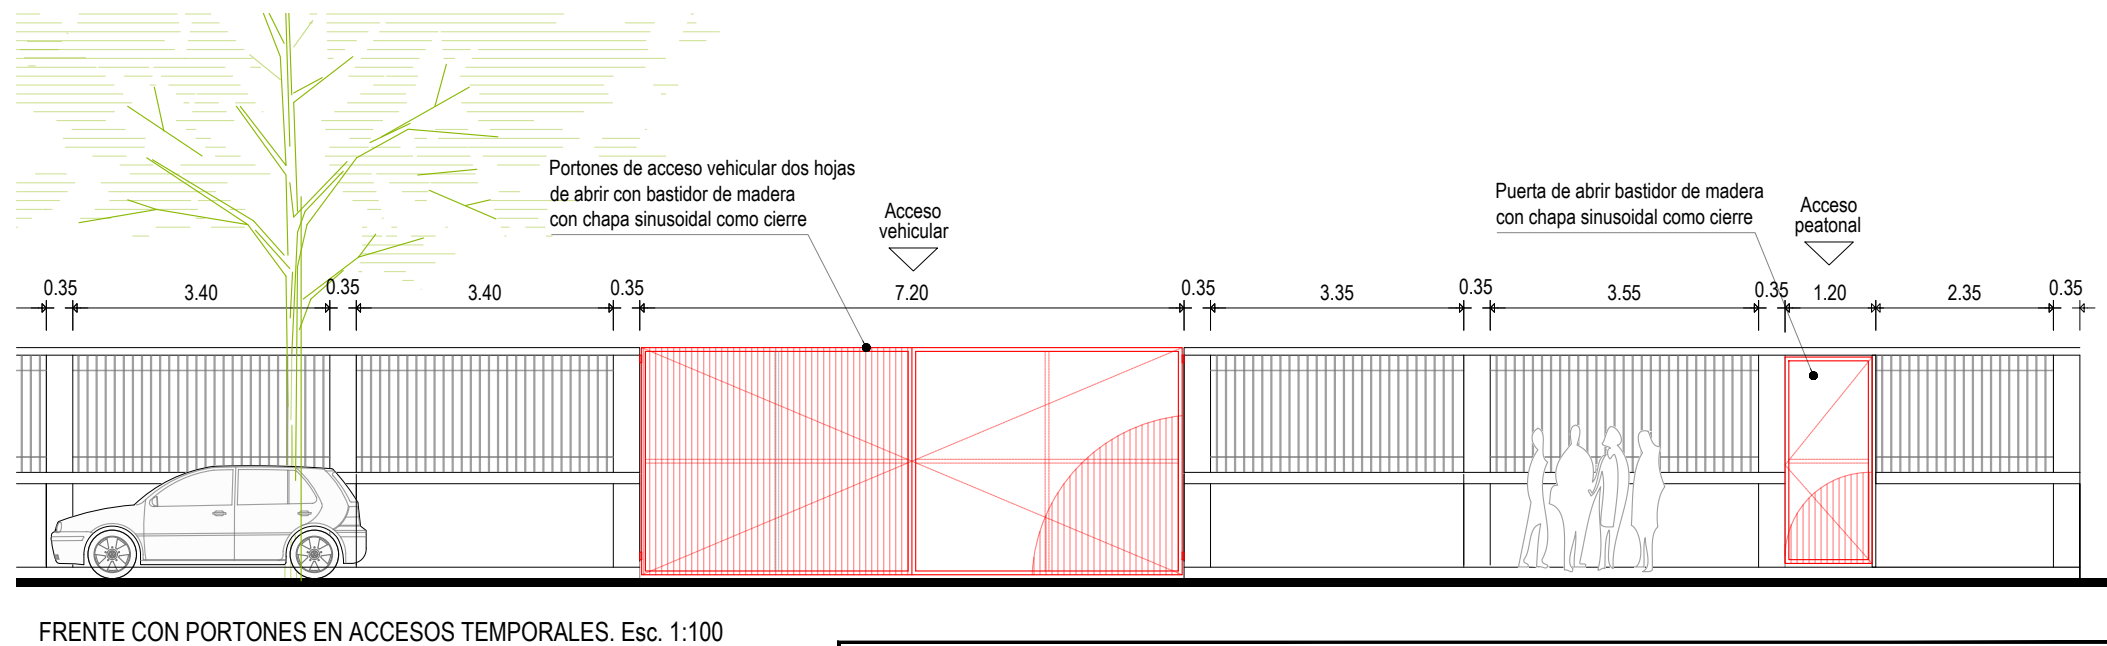 Portones de acceso vehicular dos hojas
de abrir con bastidor de madera
con chapa sinusoidal como cierre
Acceso
vehicular
Puerta de abrir bastidor de madera
con chapa sinusoidal como cierre
Acceso
peatonal
0.35 3.40 0.35 3.40 0.35 7.20 0.35 3.35 0.35 3.55 0.35 1.20 2.35 0.35
FRENTE CON PORTONES EN ACCESOS TEMPORALES. Esc. 1:100